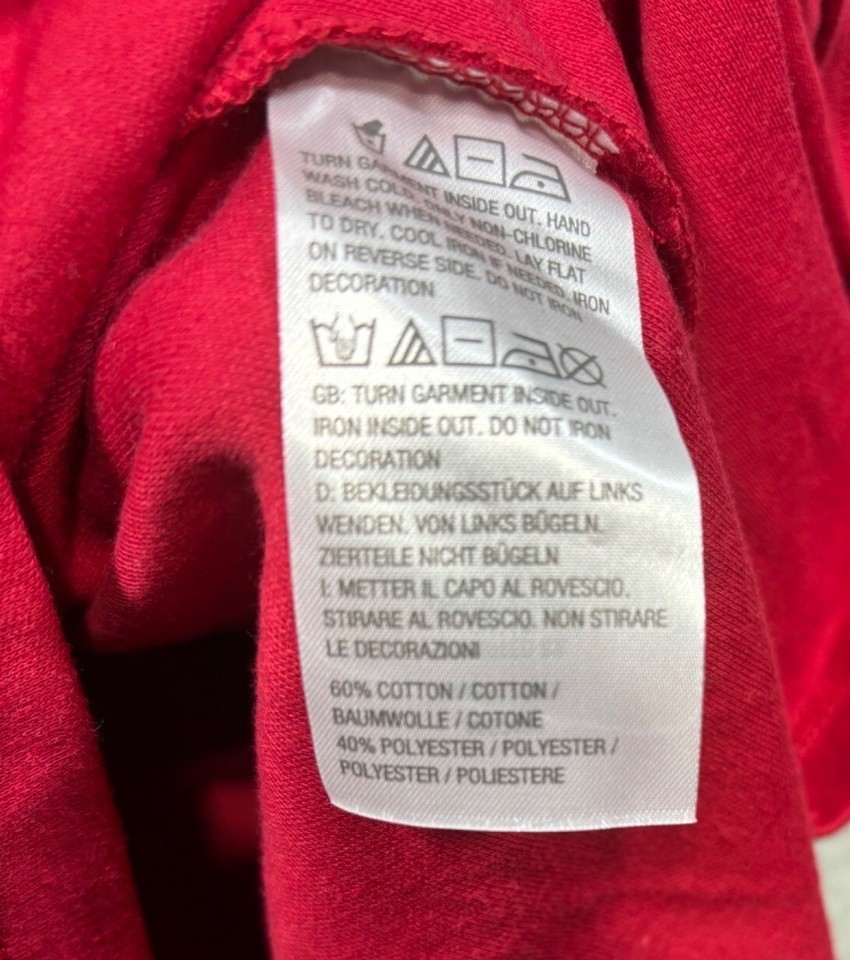 TURN GARMENT INSIDE OUT. HAND
WASH COLD. ONLY NON-CHLORINE
BLEACH WHEN NEEDED. LAY FLAT
TO DRY. COOL IRON IF NEEDED. IRON
ON REVERSE SIDE. DO NOT IRON
DECORATION
GB: TURN GARMENT INSIDE OUT.
IRON INSIDE OUT. DO NOT IRON
DECORATION
D: BEKLEIDUNGSSTÜCK AUF LINKS
WENDEN. VON LINKS BÜGELN.
ZIERTEILE NICHT BÜGELN
I: METTER IL CAPO AL ROVESCIO.
STIRARE AL ROVESCIO. NON STIRARE
LE DECORAZIONI
60% COTTON / COTTON /
BAUMWOLLE / COTONE
40% POLYESTER / POLYESTER /
POLYESTER / POLIESTERE